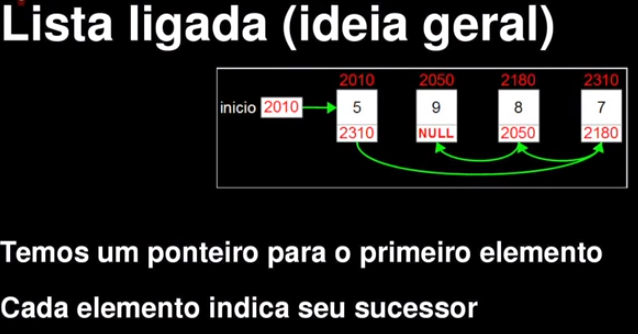 Lista ligada (ideia geral)
2010 2050 2180 2310
inicio 2010 5 9 8 7
2310 NULL 2050 2180
Temos um ponteiro para o primeiro elemento
Cada elemento indica seu sucessor